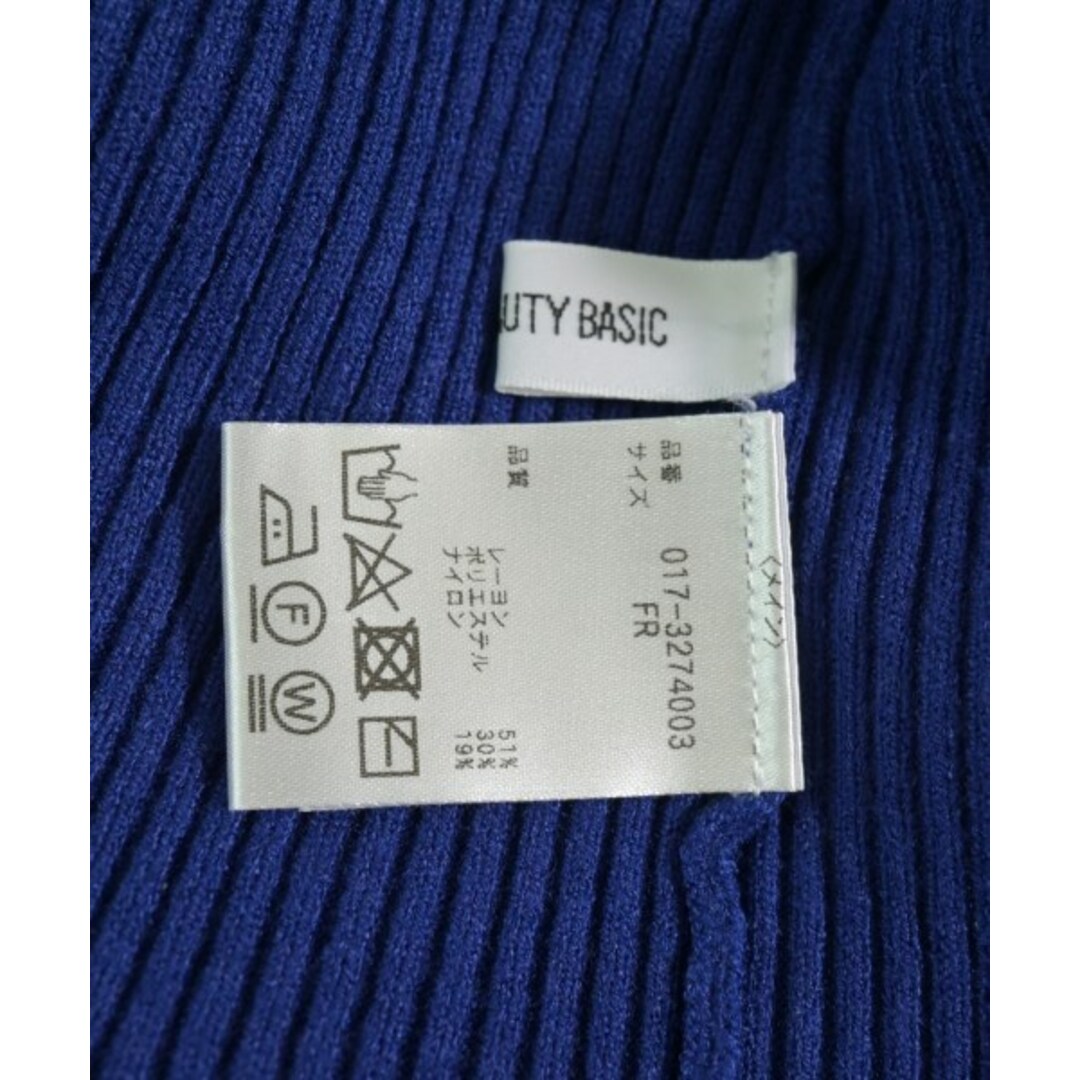 UTY BASIC
<メイン>
品番 017-3274003
サイズ FR
品質
レーヨン 51%
ポリエステル 30%
ナイロン 19%
F
W